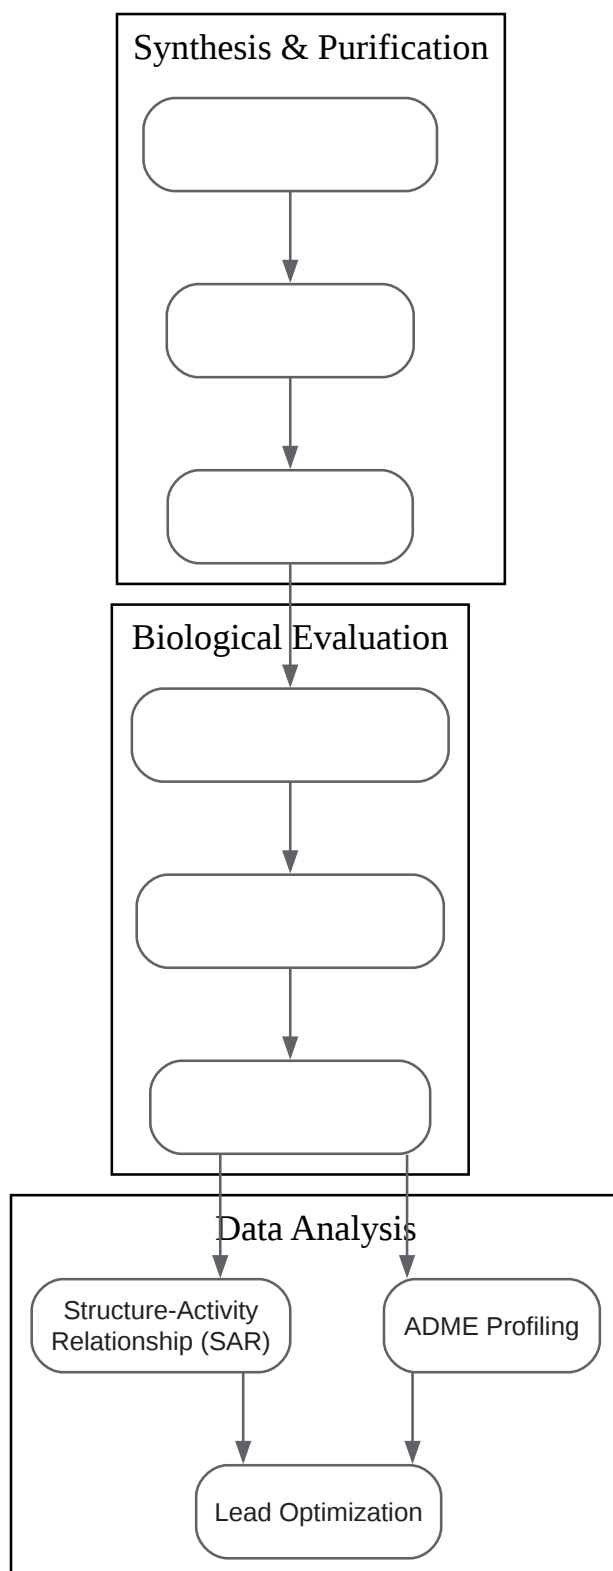 Synthesis & Purification
Biological Evaluation
Data Analysis
Structure-Activity
Relationship (SAR)
ADME Profiling
Lead Optimization